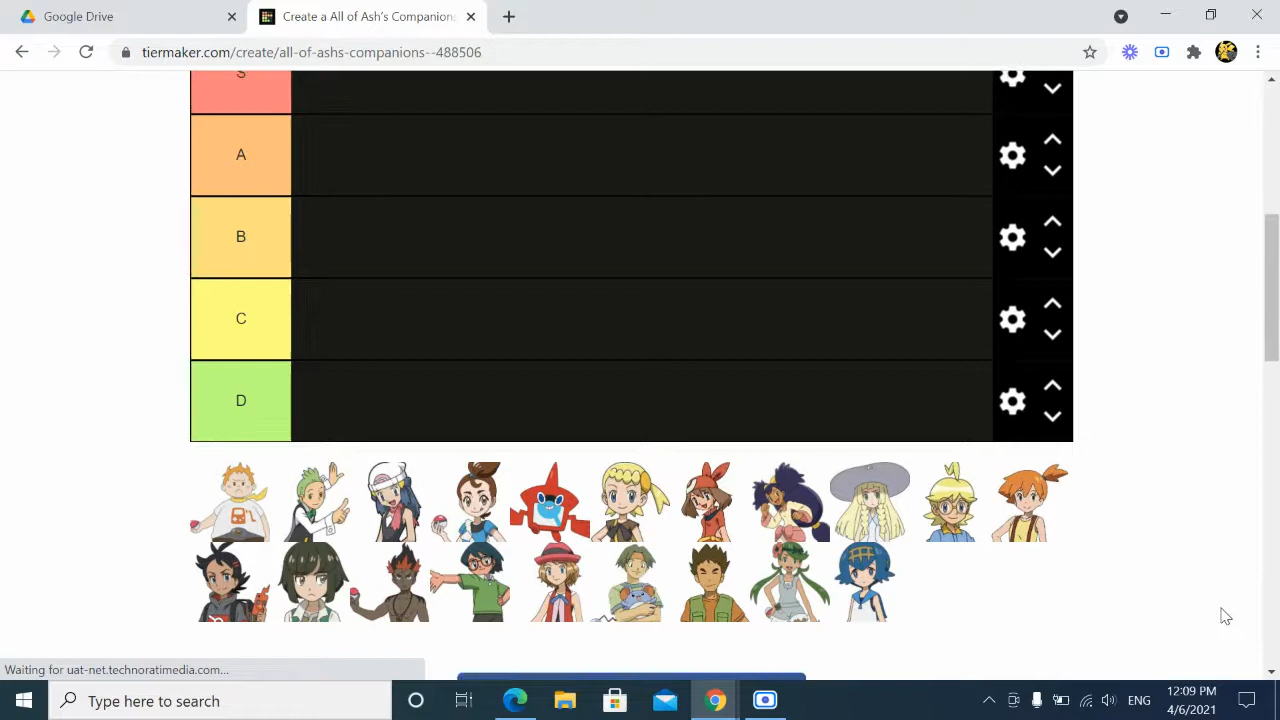 Google Drive
Create a All of Ash's Companions
tiermaker.com/create/all-of-ashs-companions--488506
S
A
B
C
D
Waiting for uat-net.technoratimedia.com...
Type here to search
ENG
12:09 PM
4/6/2021